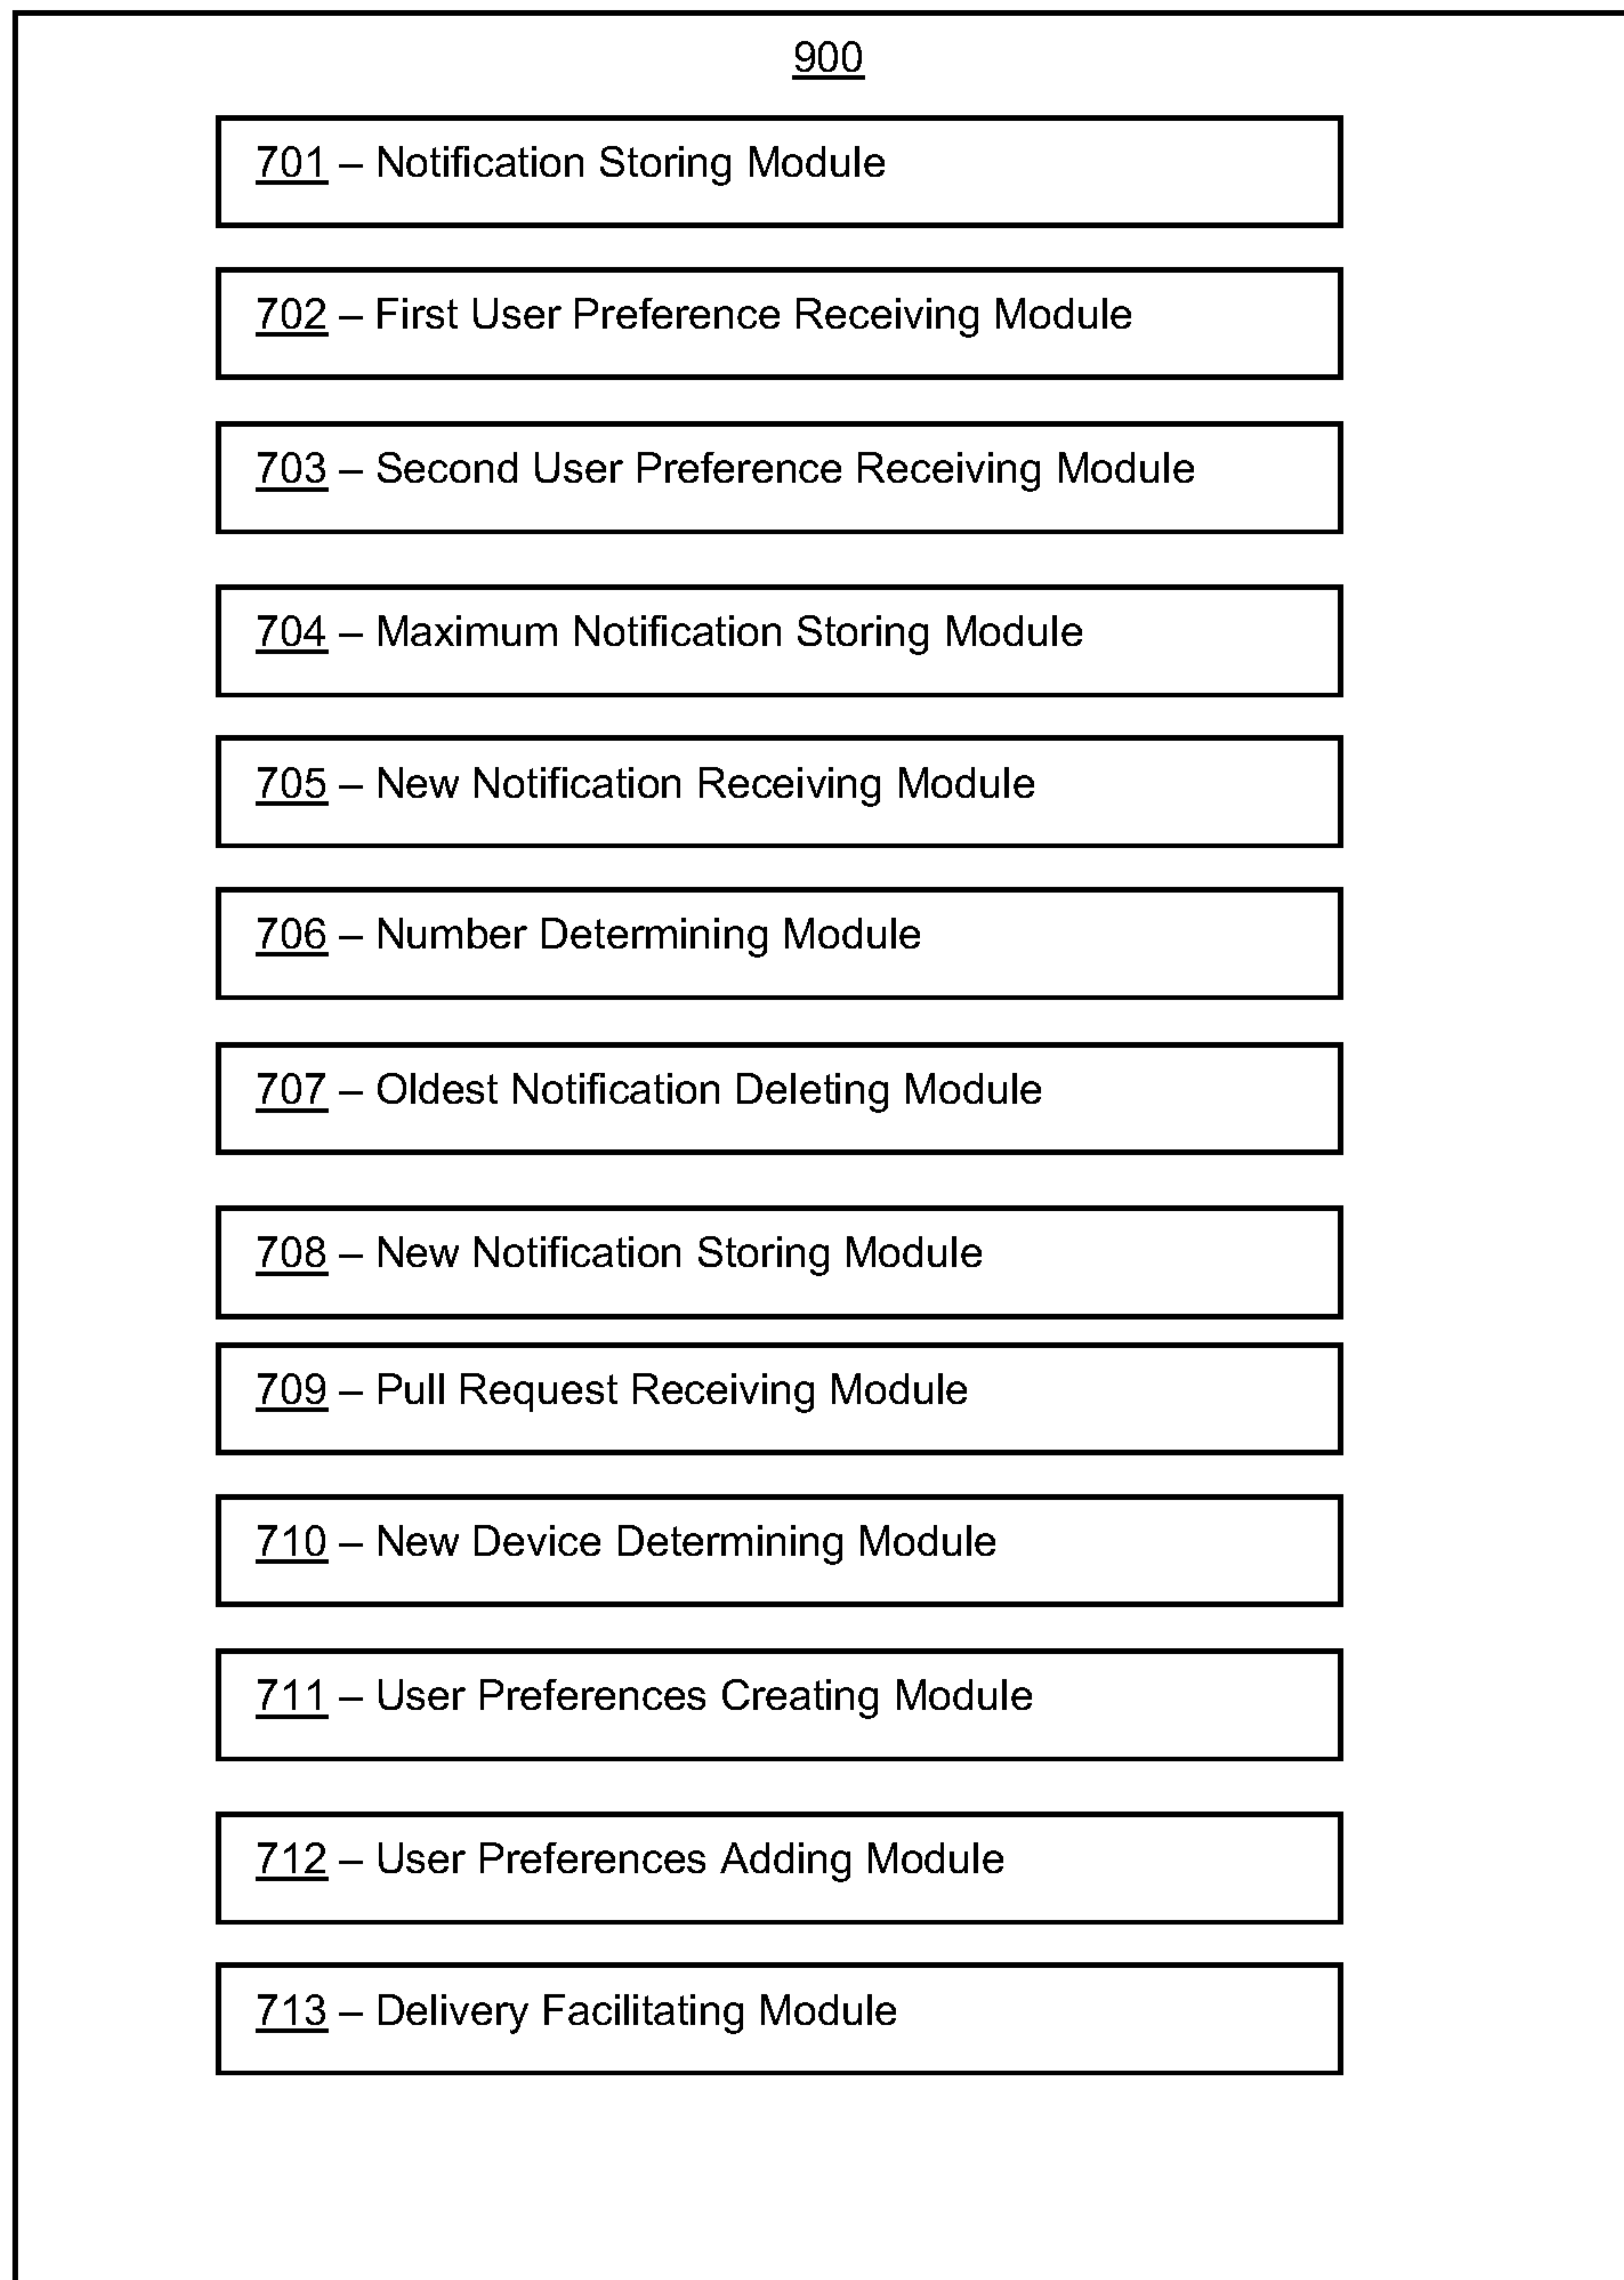 900
701 – Notification Storing Module
702 – First User Preference Receiving Module
703 – Second User Preference Receiving Module
704 – Maximum Notification Storing Module
705 – New Notification Receiving Module
706 – Number Determining Module
707 – Oldest Notification Deleting Module
708 – New Notification Storing Module
709 – Pull Request Receiving Module
710 – New Device Determining Module
711 – User Preferences Creating Module
712 – User Preferences Adding Module
713 – Delivery Facilitating Module